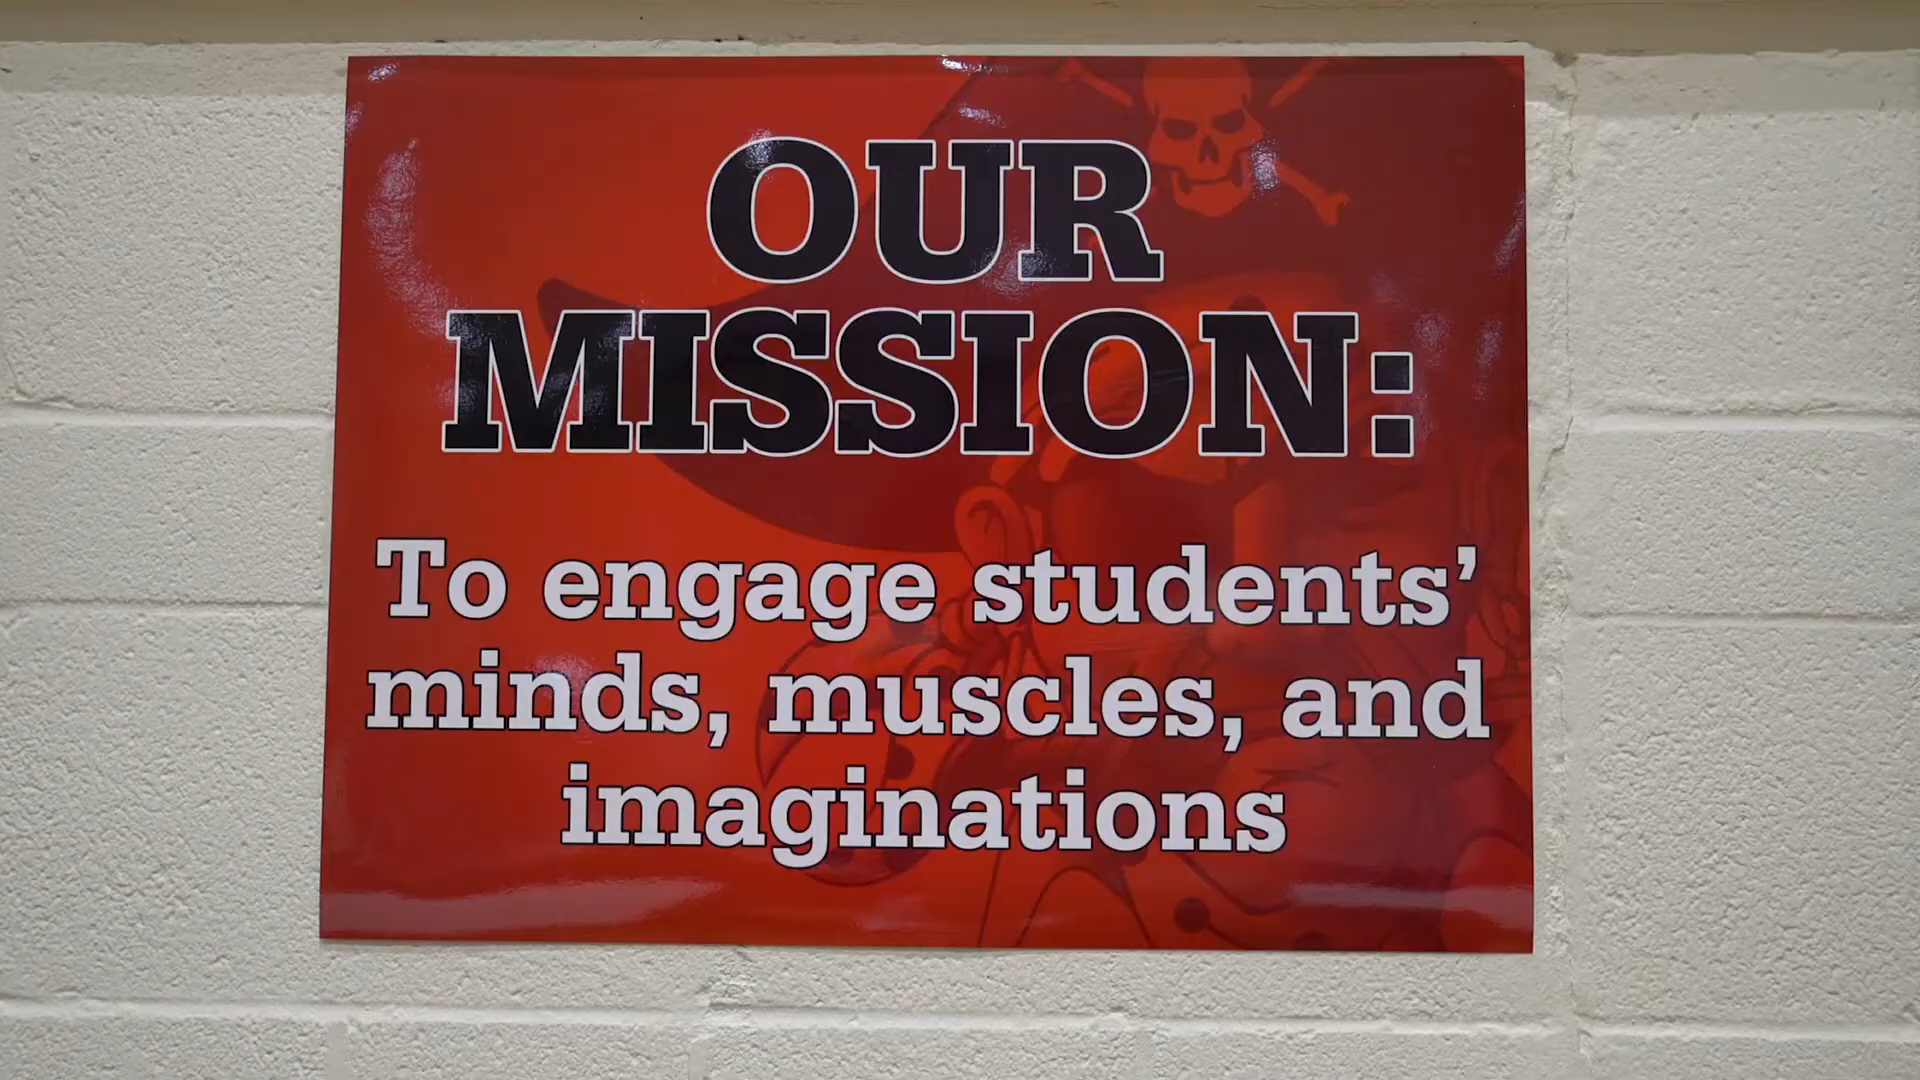 OUR
MISSION:
To engage students’
minds, muscles, and
imaginations